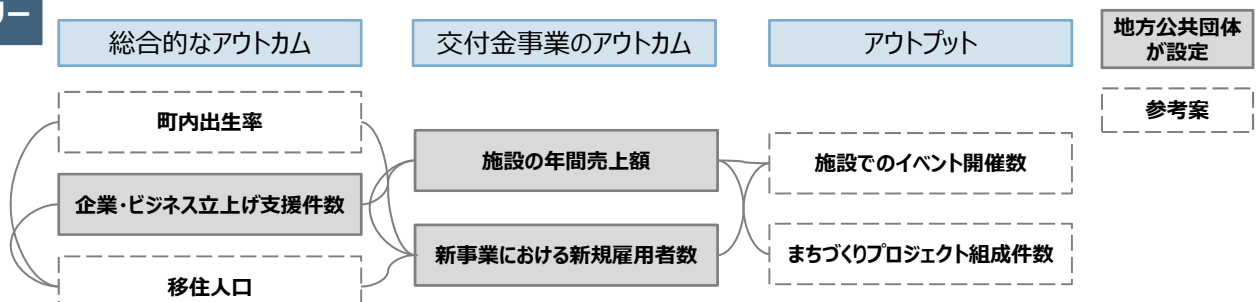 リー
総合的なアウトカム
交付金事業のアウトカム
アウトプット
地方公共団体
が設定
参考案
町内出生率
企業・ビジネス立上げ支援件数
移住人口
施設の年間売上額
新事業における新規雇用者数
施設でのイベント開催数
まちづくりプロジェクト組成件数